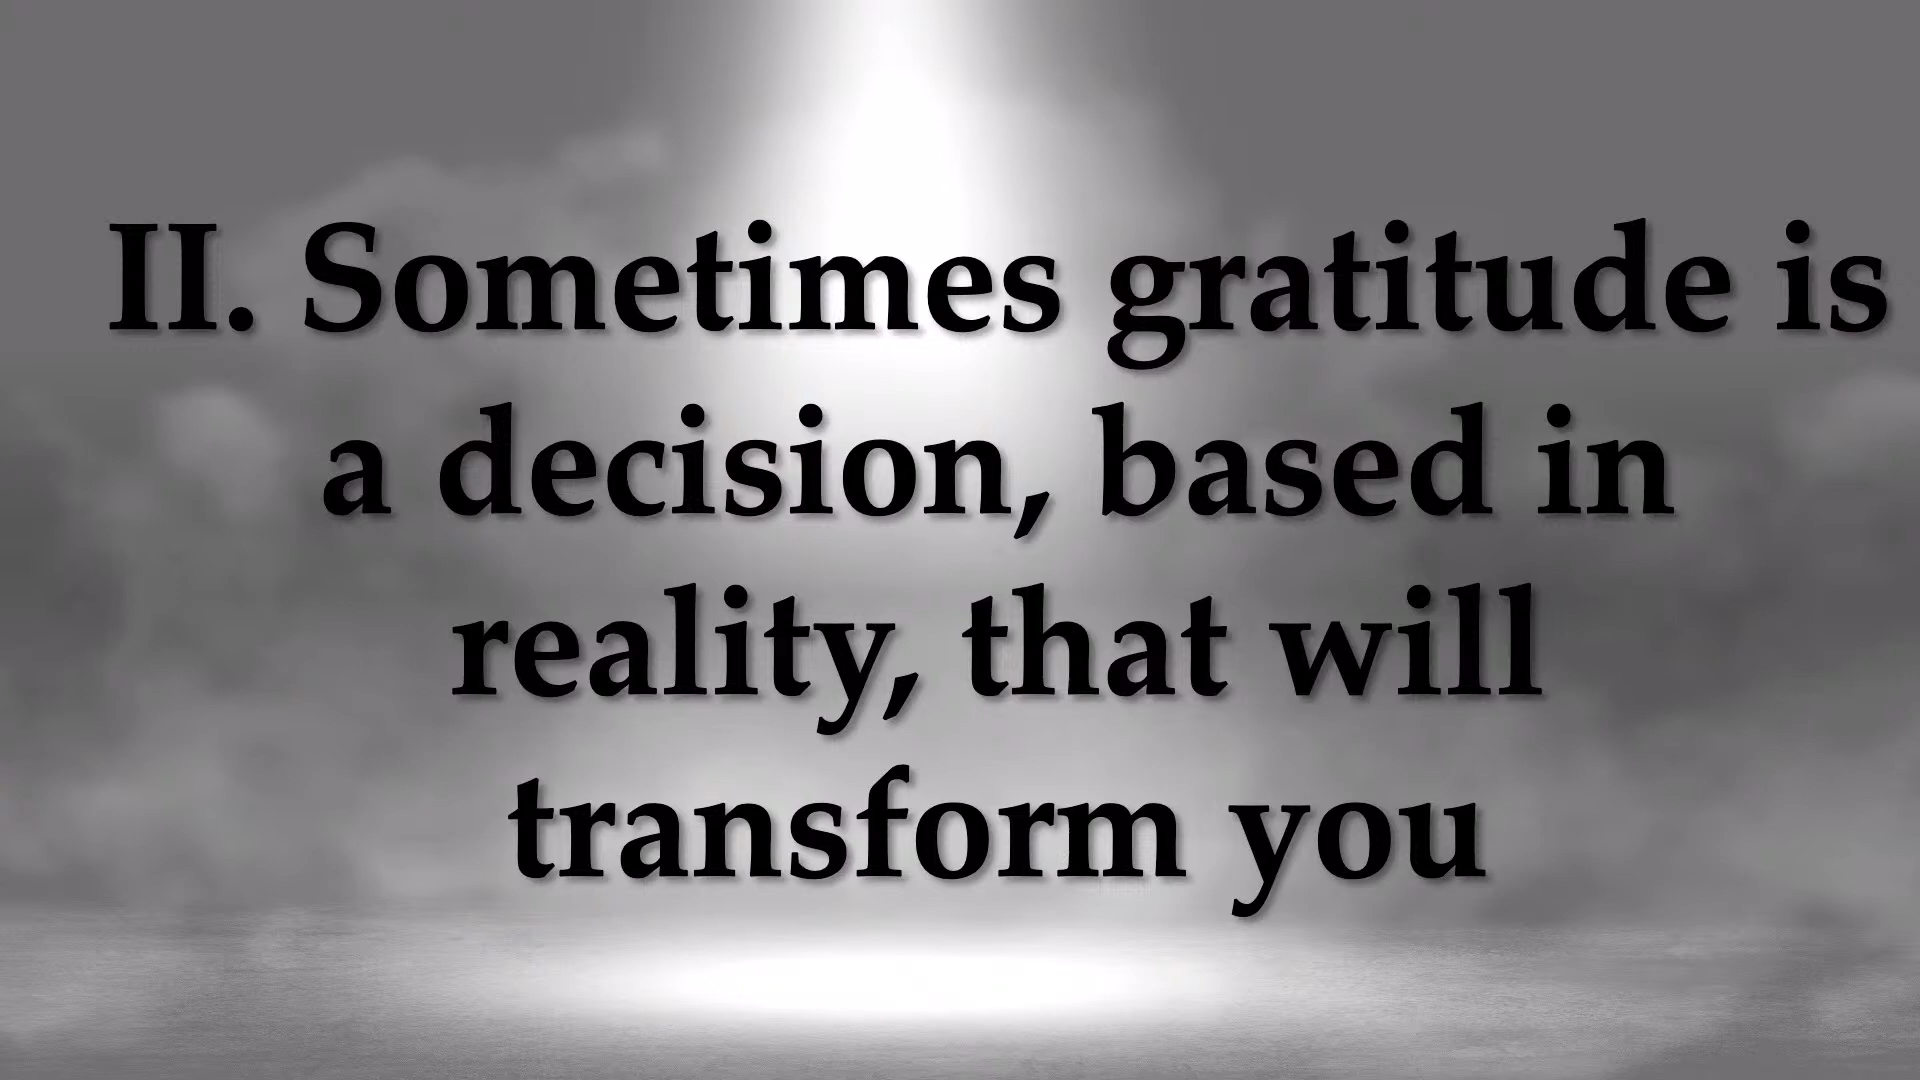 II. Sometimes gratitude is
a decision, based in
reality, that will
transform you